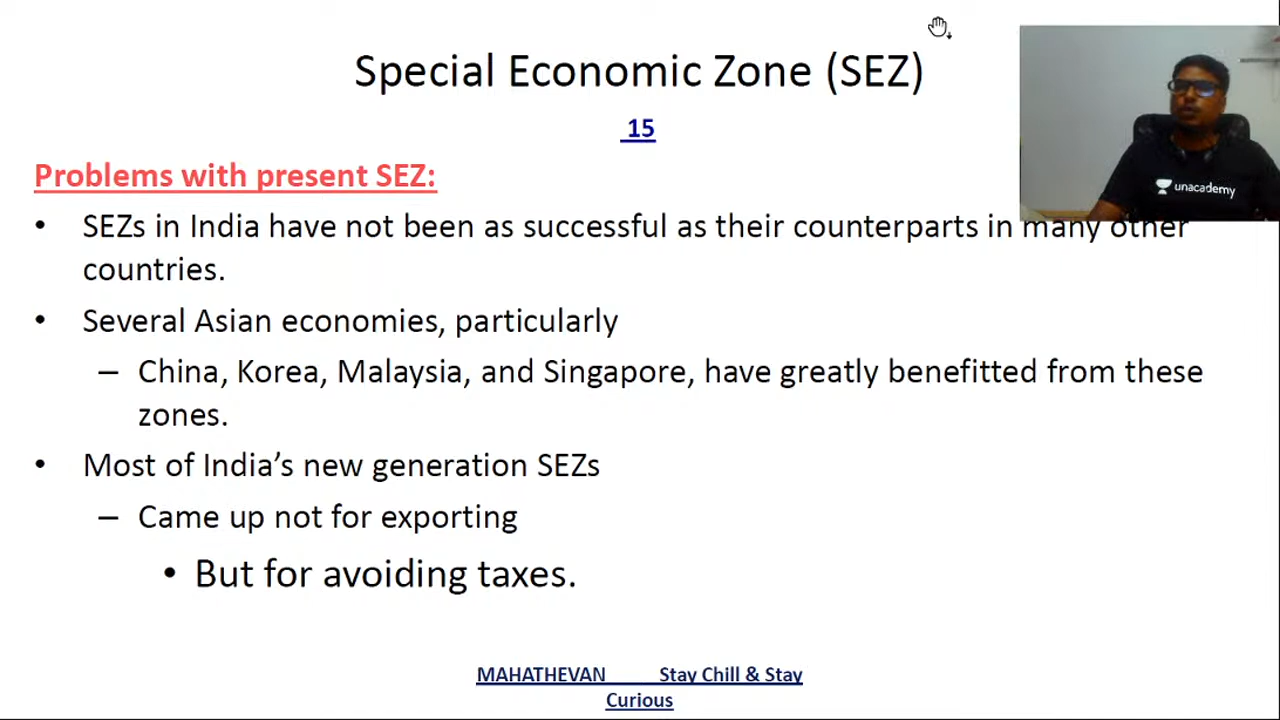 Special Economic Zone (SEZ)
15
unacademy
Problems with present SEZ:
• SEZs in India have not been as successful as their counterparts in many other
countries.
• Several Asian economies, particularly
– China, Korea, Malaysia, and Singapore, have greatly benefitted from these
zones.
• Most of India’s new generation SEZs
– Came up not for exporting
• But for avoiding taxes.
MAHATHEVAN Stay Chill & Stay
Curious